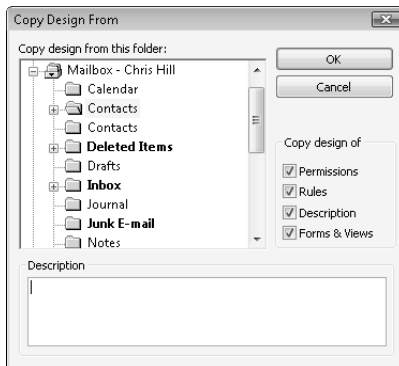 Copy Design From
Copy design from this folder:
Mailbox - Chris Hill
Calendar
Contacts
Contacts
Deleted Items
Drafts
Inbox
Journal
Junk E-mail
Notes
OK
Cancel
Copy design of
Permissions
Rules
Description
Forms & Views
Description